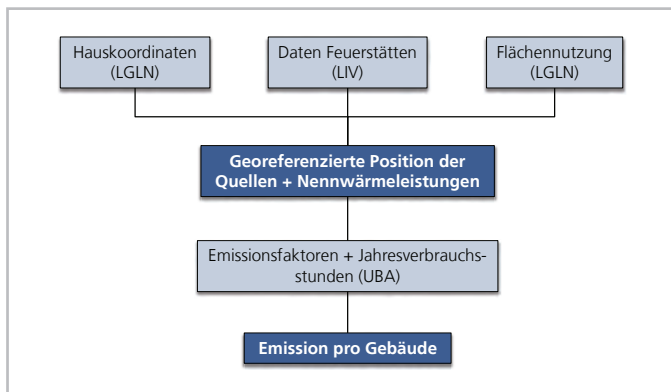 Hauskoordinaten
(LGLN)
Daten Feuerstätten
(LIV)
Flächennutzung
(LGLN)
Georeferenzierte Position der
Quellen + Nennwärmeleistungen
Emissionsfaktoren + Jahresverbrauchs-
stunden (UBA)
Emission pro Gebäude